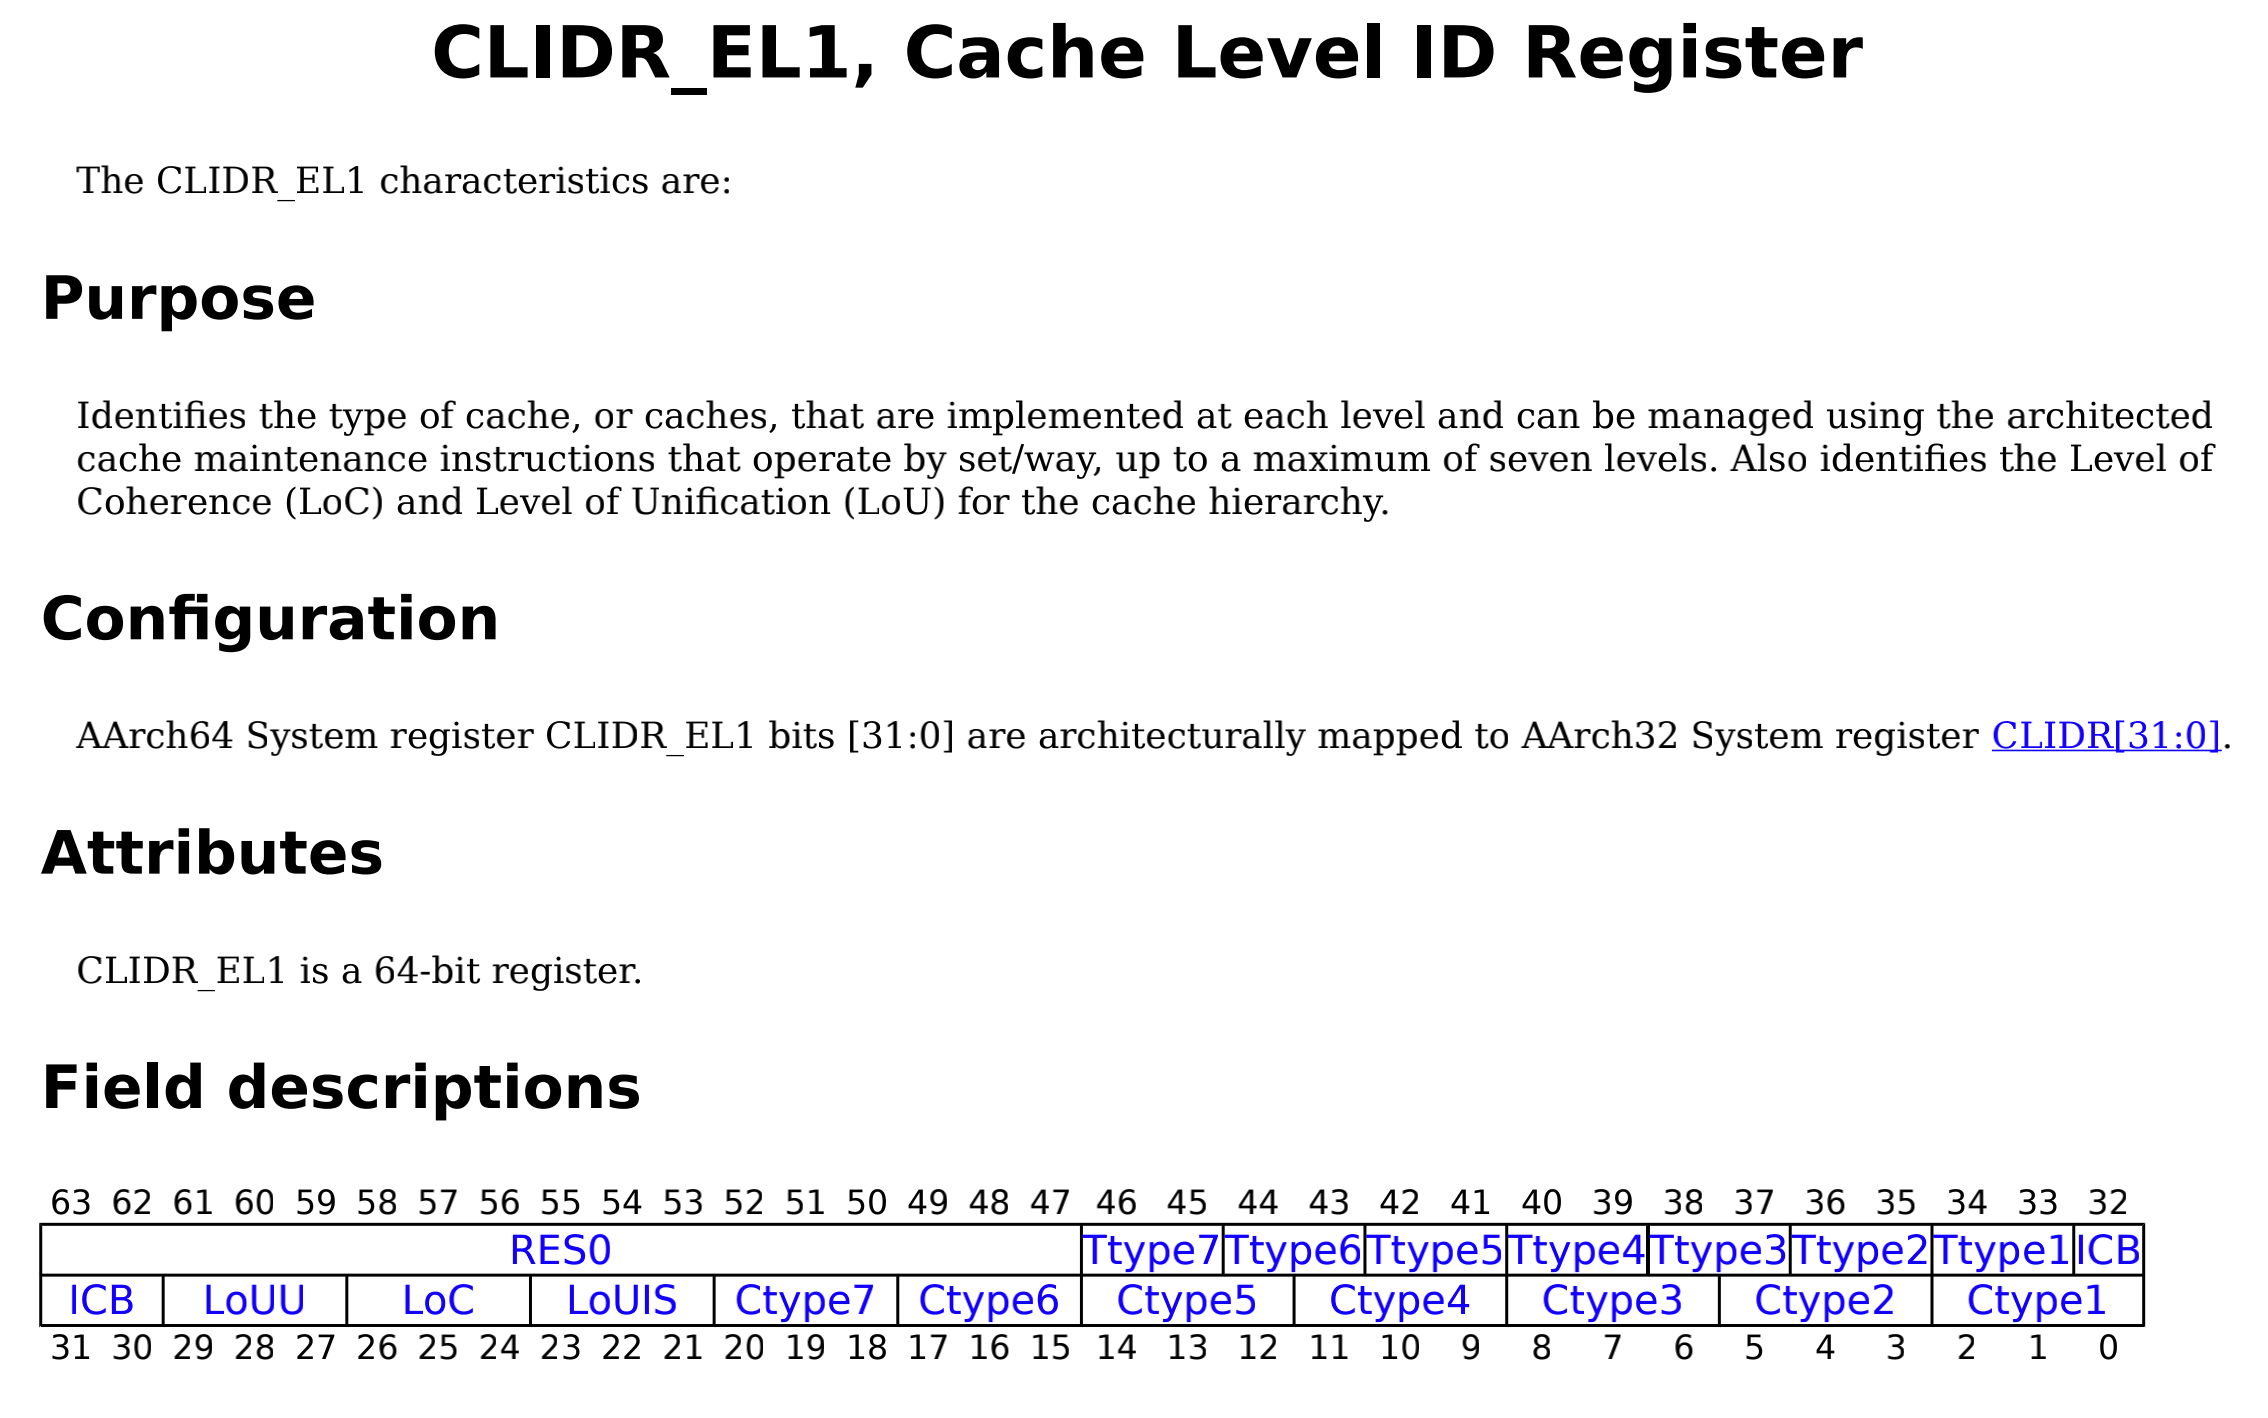 CLIDR_EL1, Cache Level ID Register
The CLIDR_EL1 characteristics are:
Purpose
Identifies the type of cache, or caches, that are implemented at each level and can be managed using the architected
cache maintenance instructions that operate by set/way, up to a maximum of seven levels. Also identifies the Level of
Coherence (LoC) and Level of Unification (LoU) for the cache hierarchy.
Configuration
AArch64 System register CLIDR_EL1 bits [31:0] are architecturally mapped to AArch32 System register CLIDR[31:0].
Attributes
CLIDR_EL1 is a 64-bit register.
Field descriptions
63 62 61 60 59 58 57 56 55 54 53 52 51 50 49 48 47 46 45 44 43 42 41 40 39 38 37 36 35 34 33 32
RES0 Ttype7 Ttype6 Ttype5 Ttype4 Ttype3 Ttype2 Ttype1 ICB
ICB LoUU LoC LoUIS Ctype7 Ctype6 Ctype5 Ctype4 Ctype3 Ctype2 Ctype1
31 30 29 28 27 26 25 24 23 22 21 20 19 18 17 16 15 14 13 12 11 10 9 8 7 6 5 4 3 2 1 0